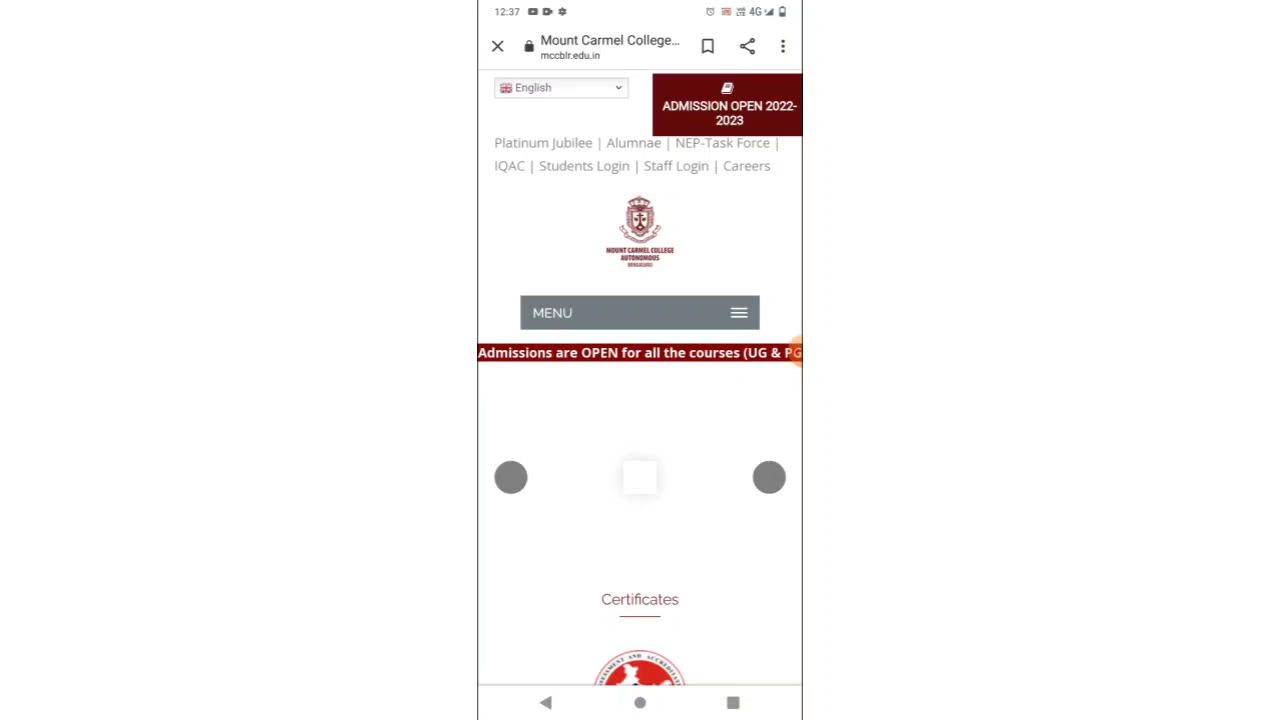 12:37
4G
Mount Carmel College...
mccblr.edu.in
English
ADMISSION OPEN 2022-
2023
Platinum Jubilee | Alumnae | NEP-Task Force |
IQAC | Students Login | Staff Login | Careers
MOUNT CARMEL COLLEGE
AUTONOMOUS
BENGALURU
MENU
Admissions are OPEN for all the courses (UG & PG
Certificates